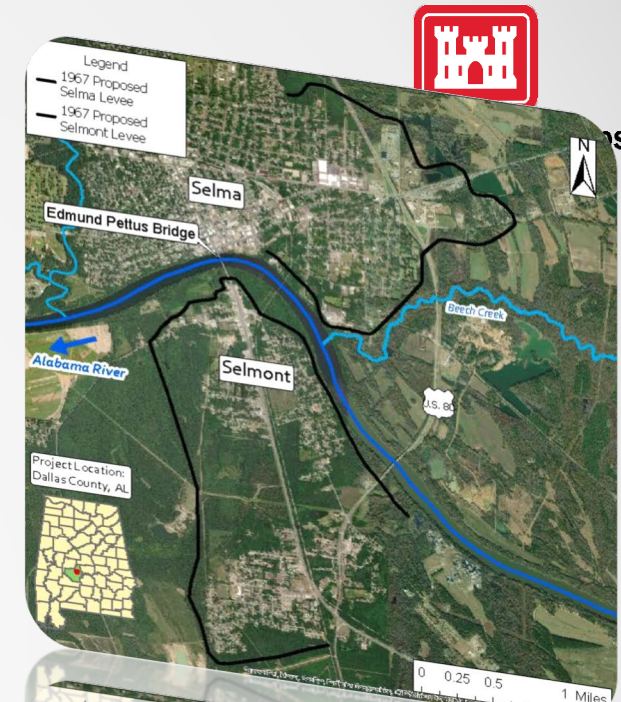 Legend
1967 Proposed
Selma Levee
1967 Proposed
Selmont Levee
N
Selma
Edmund Pettus Bridge
Beech Creek
Alabama River
Selmont
U.S. 80
Project Location:
Dallas County, AL
0 0.25 0.5 1 Miles